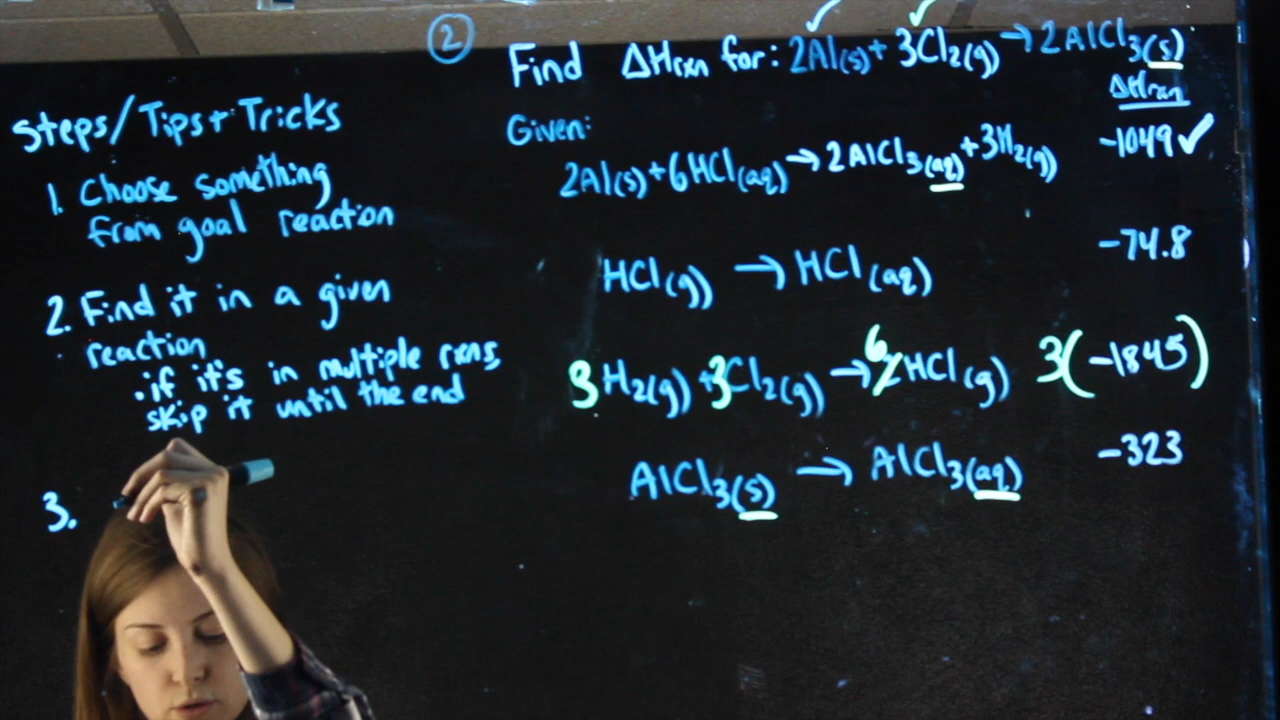 ② Find ΔHrxn for: 2Al(s) + 3Cl2(g) → 2AlCl3(s)
ΔHrxn
Steps/Tips + Tricks
Given:
2Al(s) + 6HCl(aq) → 2AlCl3(aq) + 3H2(g) -1049 ✓
1. Choose something
from goal reaction
HCl(g) → HCl(aq) -74.8
2. Find it in a given
reaction
• if it's in multiple rxns,
skip it until the end
3H2(g) + 3Cl2(g) → 6 2HCl(g) 3(-1845)
AlCl3(s) → AlCl3(aq) -323
3.